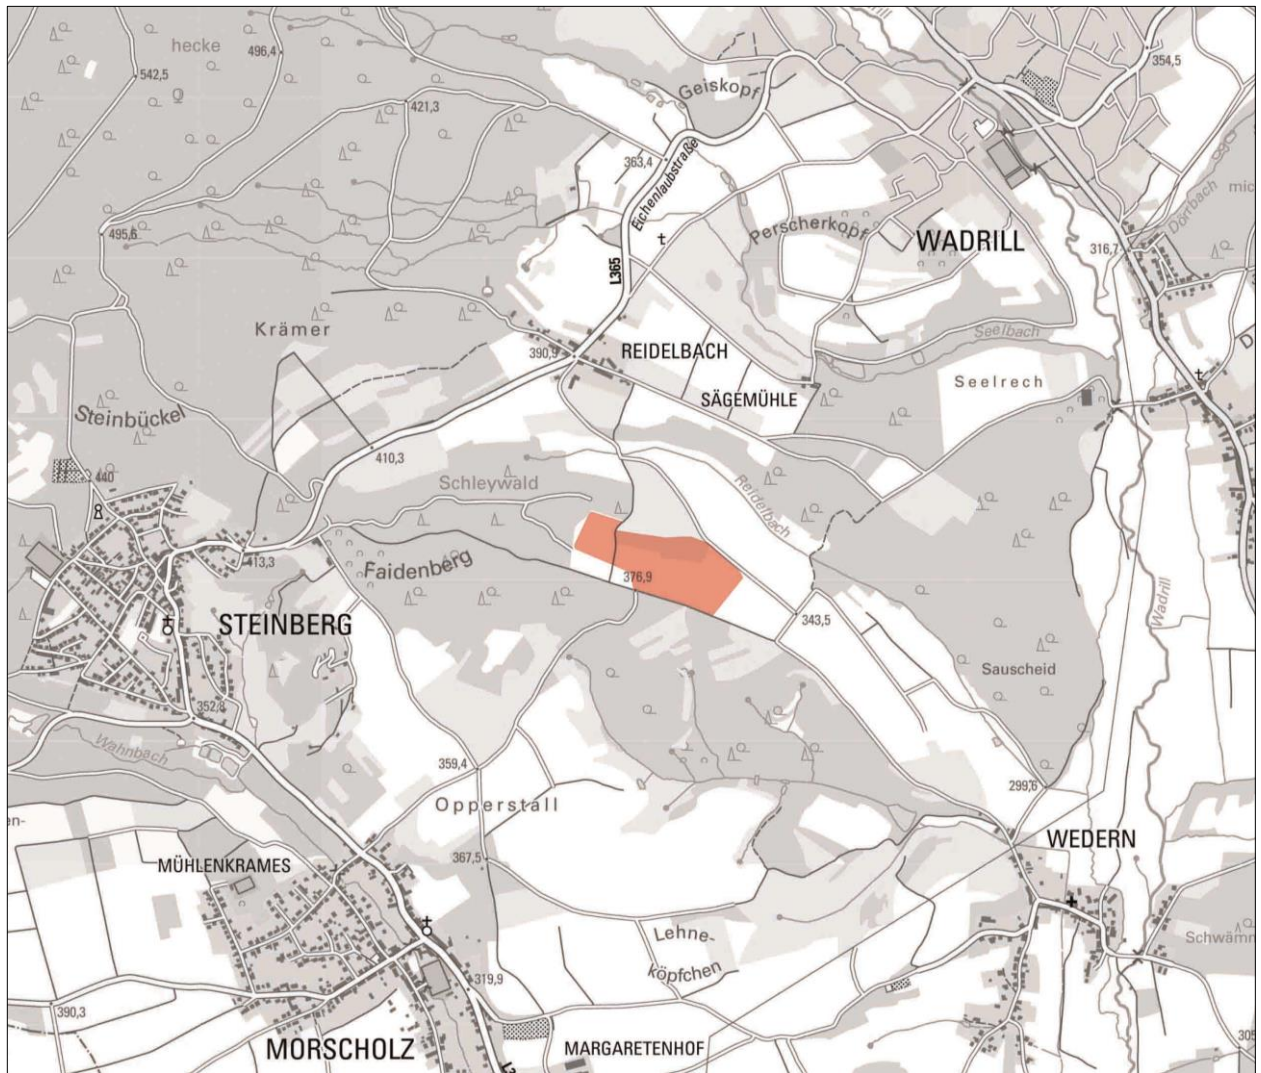 hecke
496,4
542,5
421,3
354,5
Geiskopf
363,4
Eichenlaubstraße
L365
Perscherkopf
WADRILL
316,7
Dörrbach
495,6
Krämer
390,9
REIDELBACH
SÄGEMÜHLE
Seelbach
Seelrech
Steinbückel
410,3
440
Schleywald
Reidelbach
413,3
Faidenberg
376,9
343,5
STEINBERG
Wadrill
Sauscheid
352,8
Wahnbach
359,4
Opperstall
299,6
en-
WEDERN
MÜHLENKRAMES
367,5
Lehne-
köpfchen
319,9
390,3
MORSCHOLZ
MARGARETENHOF